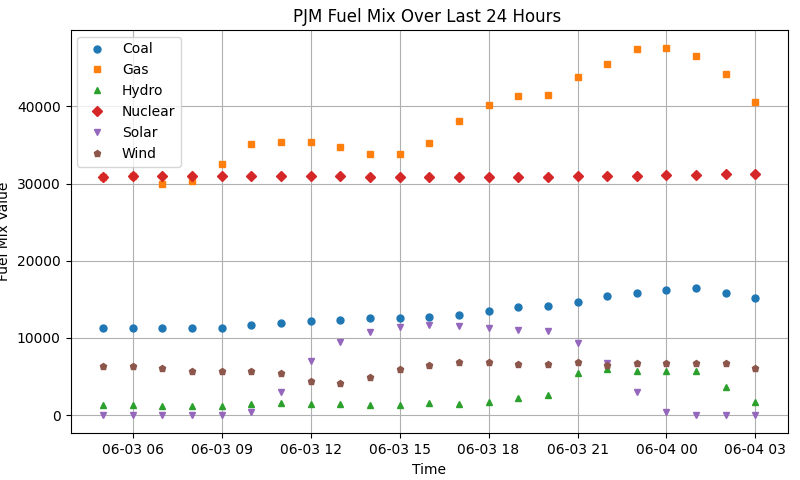 PJM Fuel Mix Over Last 24 Hours
Coal
Gas
Hydro
Nuclear
Solar
Wind
40000
30000
20000
10000
0
Fuel Mix Value
06-03 06
06-03 09
06-03 12
06-03 15
06-03 18
06-03 21
06-04 00
06-04 03
Time